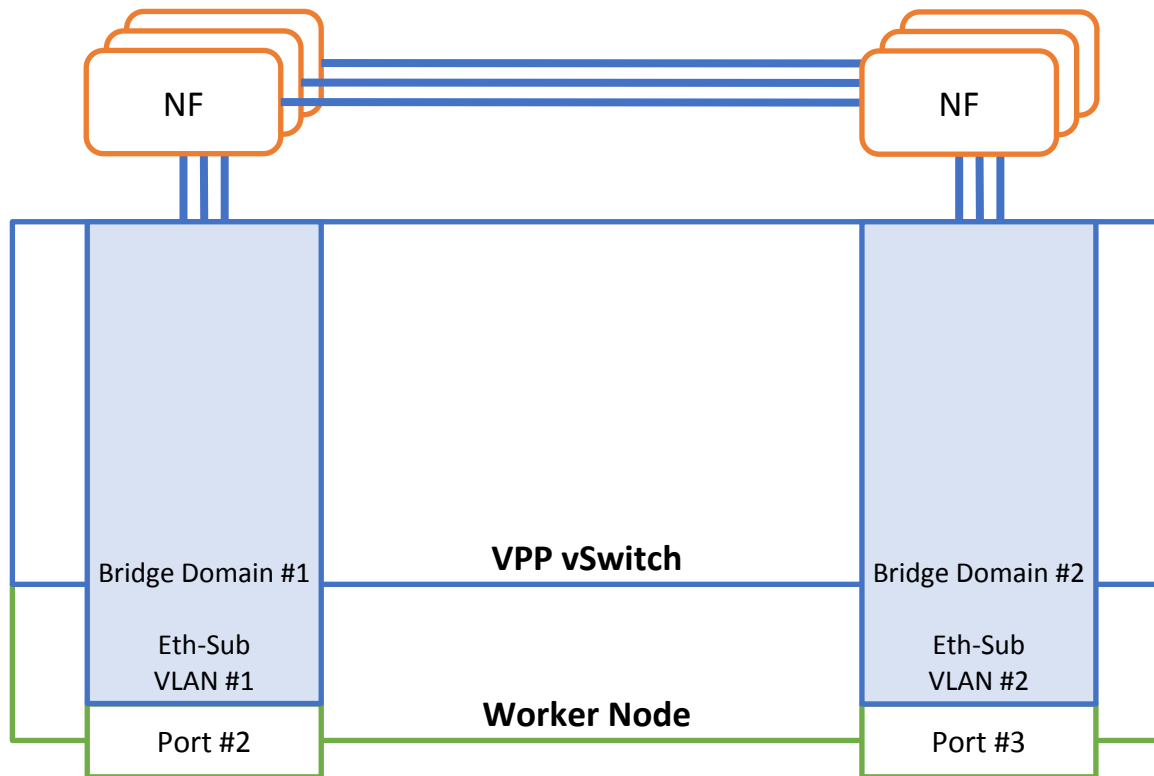 NF
NF
VPP vSwitch
Bridge Domain #1
Bridge Domain #2
Eth-Sub
VLAN #1
Eth-Sub
VLAN #2
Worker Node
Port #2
Port #3